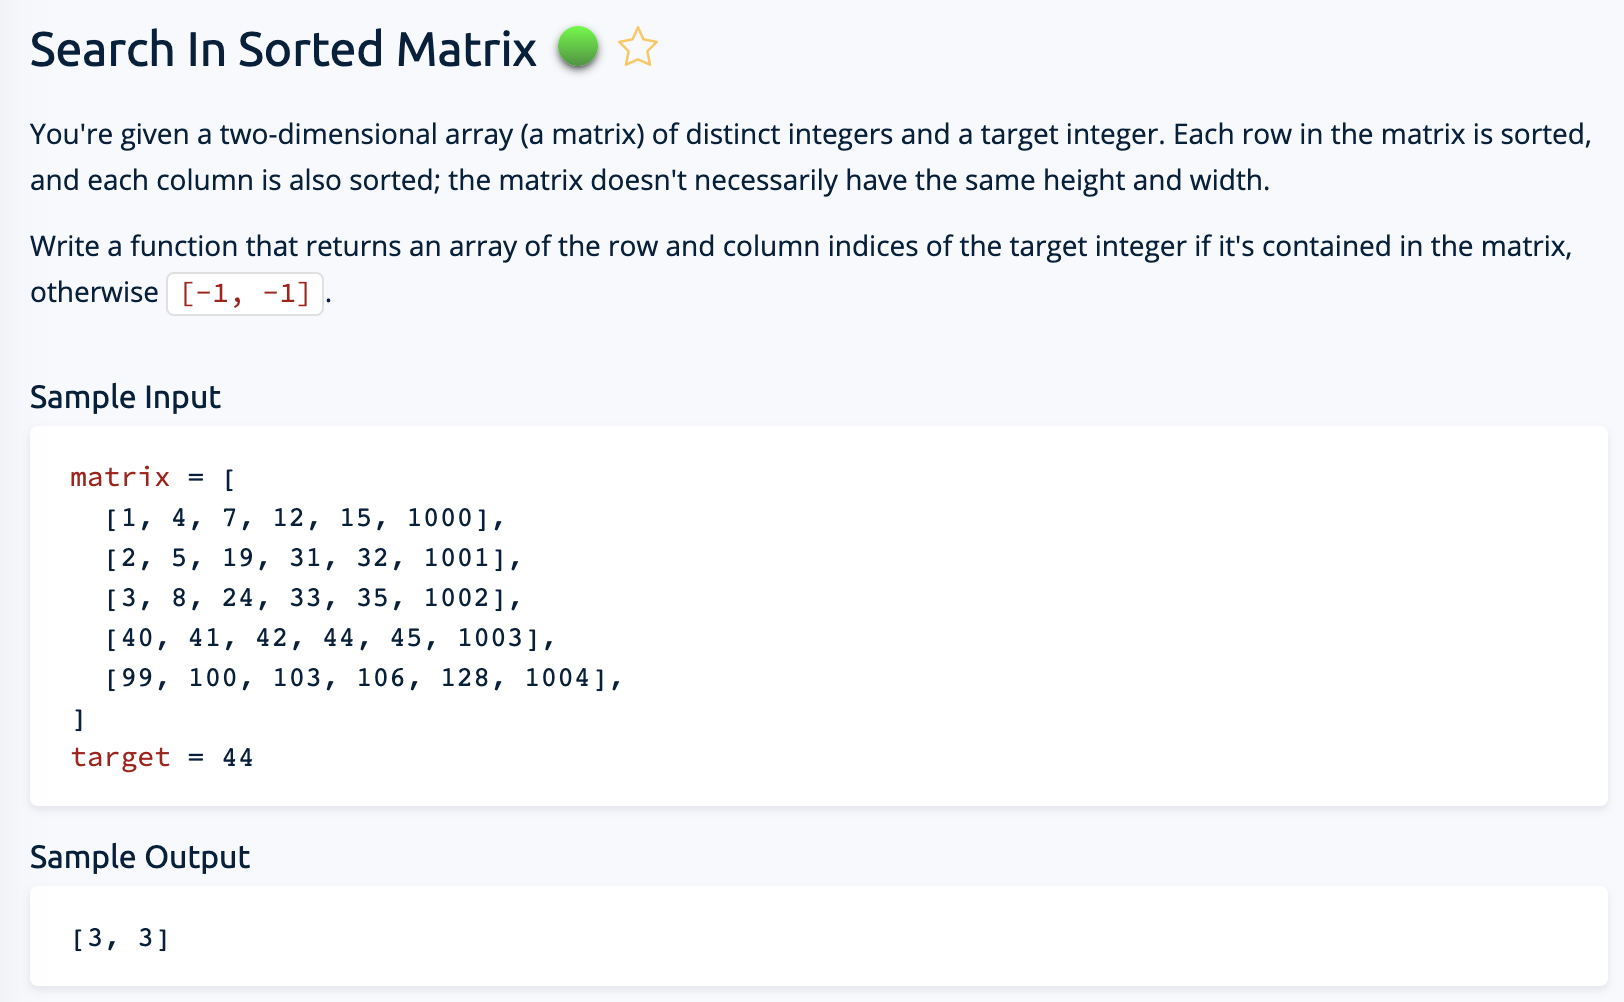 Search In Sorted Matrix
You're given a two-dimensional array (a matrix) of distinct integers and a target integer. Each row in the matrix is sorted,
and each column is also sorted; the matrix doesn't necessarily have the same height and width.
Write a function that returns an array of the row and column indices of the target integer if it's contained in the matrix,
otherwise [-1, -1].
Sample Input
matrix = [
  [1, 4, 7, 12, 15, 1000],
  [2, 5, 19, 31, 32, 1001],
  [3, 8, 24, 33, 35, 1002],
  [40, 41, 42, 44, 45, 1003],
  [99, 100, 103, 106, 128, 1004],
]
target = 44
Sample Output
[3, 3]